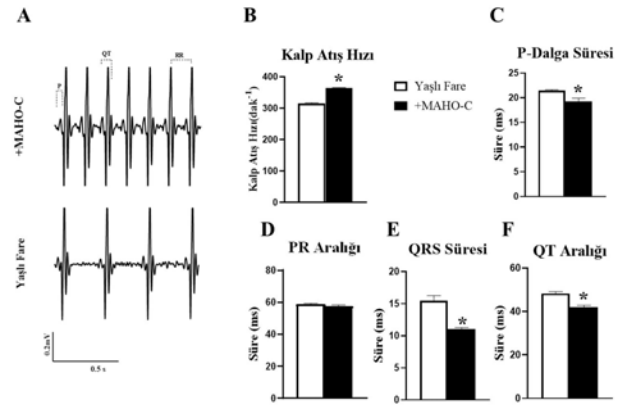 A
QT
RR
P
+MAHO-C
Yaşlı Fare
0.2mV
0.5 s
B
Kalp Atış Hızı
Kalp Atış Hızı(dak⁻¹)
400
300
200
100
0
*
Yaşlı Fare
+MAHO-C
C
P-Dalga Süresi
Süre (ms)
25
20
15
10
5
0
*
D
PR Aralığı
Süre (ms)
80
60
40
20
0
E
QRS Süresi
Süre (ms)
20
15
10
5
0
*
F
QT Aralığı
Süre (ms)
60
40
20
0
*